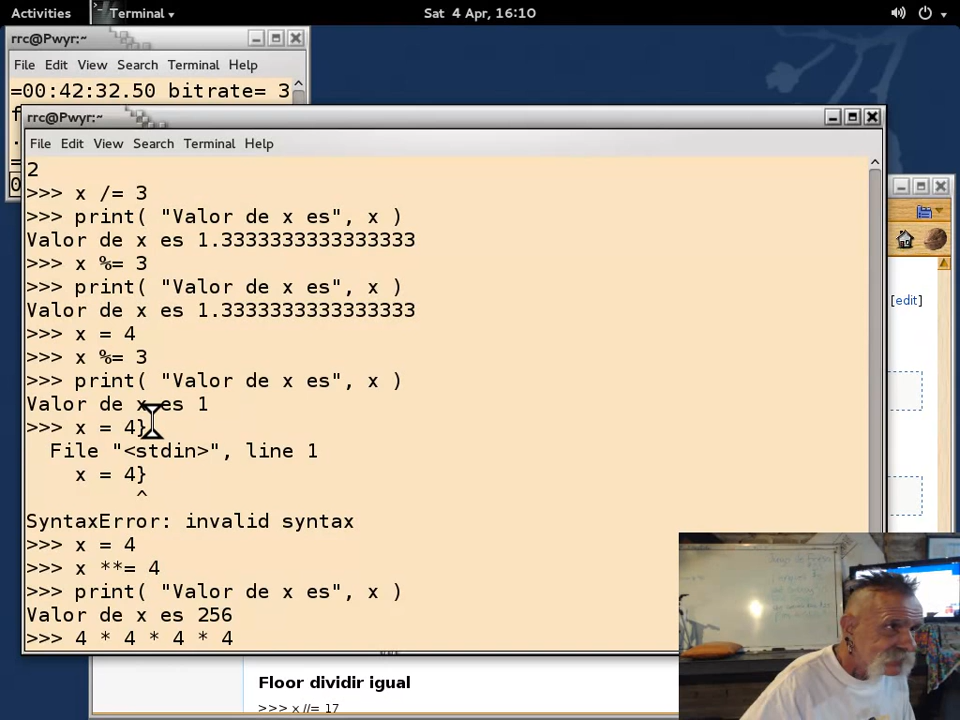 Activities
Terminal
Sat 4 Apr, 16:10
rrc@Pwyr:~
File Edit View Search Terminal Help
=00:42:32.50 bitrate= 3
rrc@Pwyr:~
File Edit View Search Terminal Help
2
>>> x /= 3
>>> print( "Valor de x es", x )
Valor de x es 1.3333333333333333
>>> x %= 3
>>> print( "Valor de x es", x )
Valor de x es 1.3333333333333333
>>> x = 4
>>> x %= 3
>>> print( "Valor de x es", x )
Valor de x es 1
>>> x = 4}
File "<stdin>", line 1
x = 4}
^
SyntaxError: invalid syntax
>>> x = 4
>>> x **= 4
>>> print( "Valor de x es", x )
Valor de x es 256
>>> 4 * 4 * 4 * 4
[edit]
Floor dividir igual
>>> x //= 17